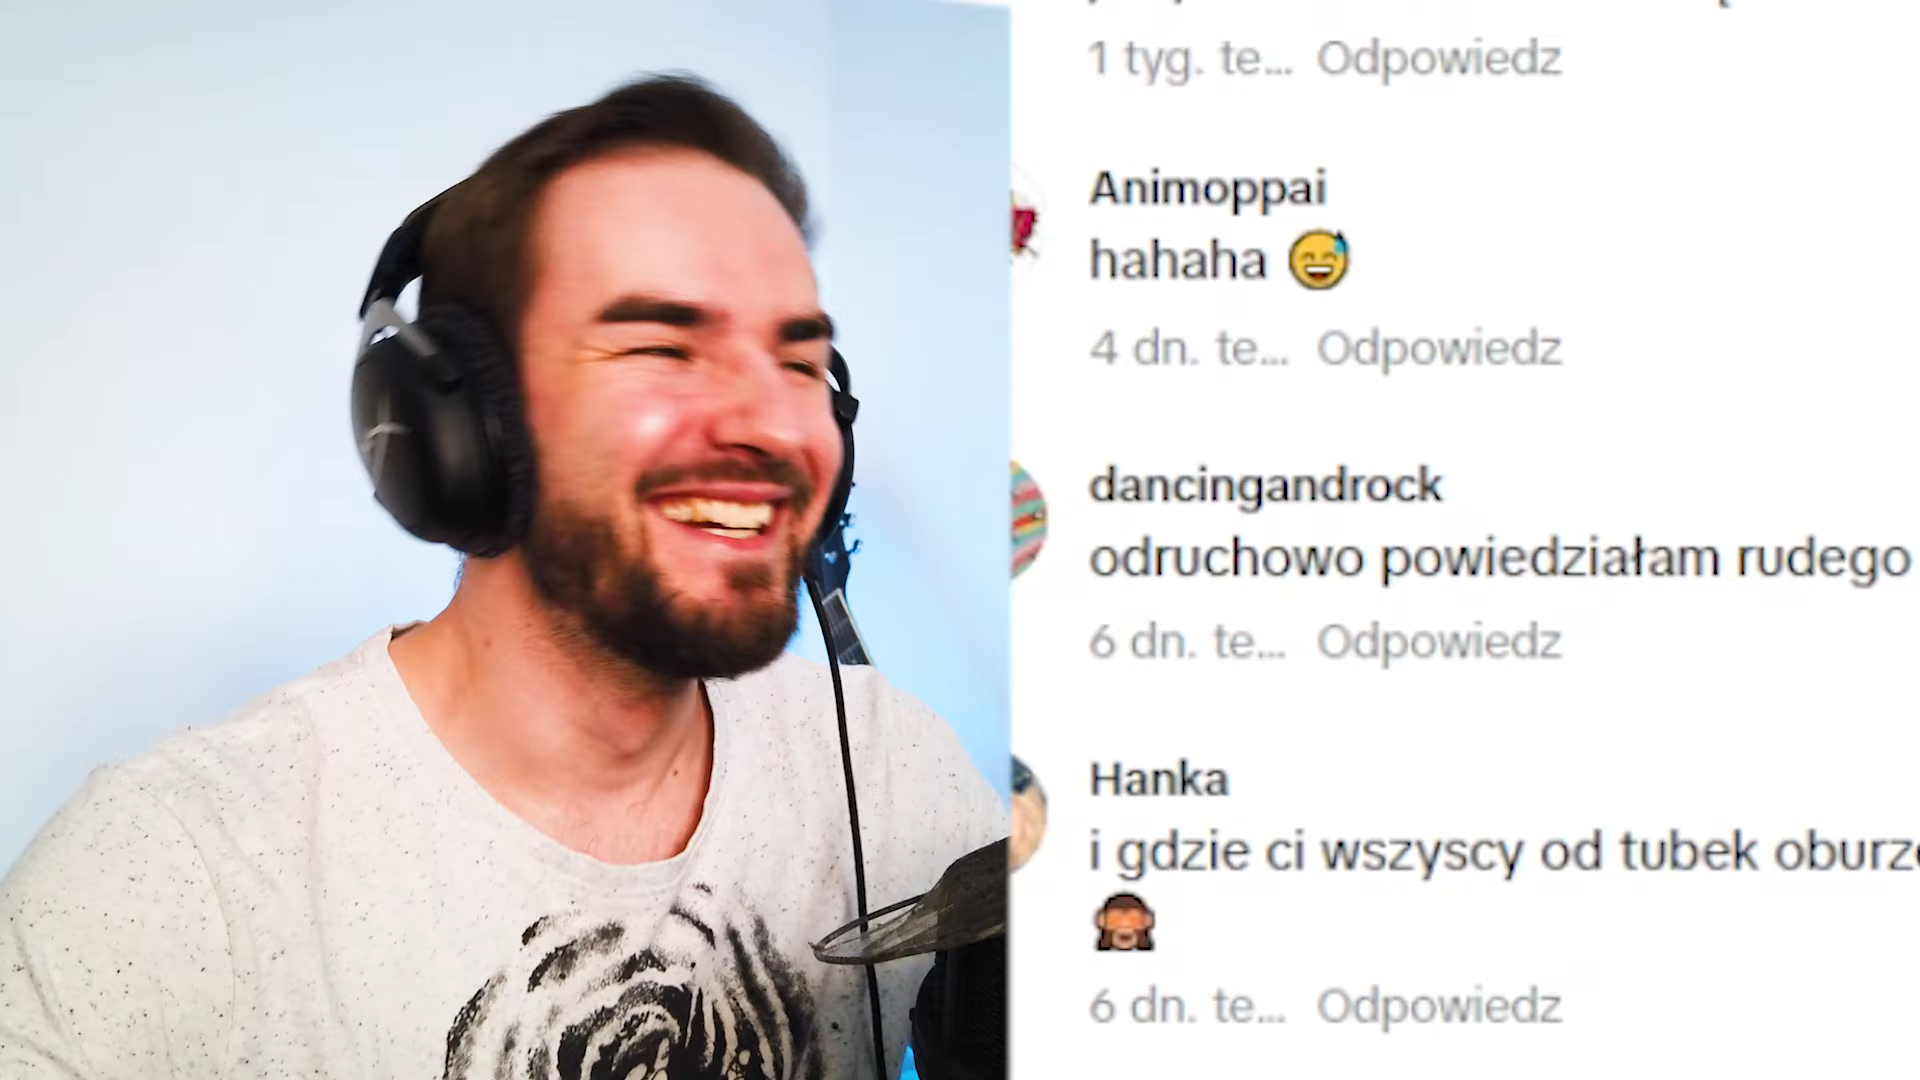 1 tyg. te... Odpowiedz
Animoppai
hahaha 😅
4 dn. te... Odpowiedz
dancingandrock
odruchowo powiedziałam rudego
6 dn. te... Odpowiedz
Hanka
i gdzie ci wszyscy od tubek
🙈
6 dn. te... Odpowiedz